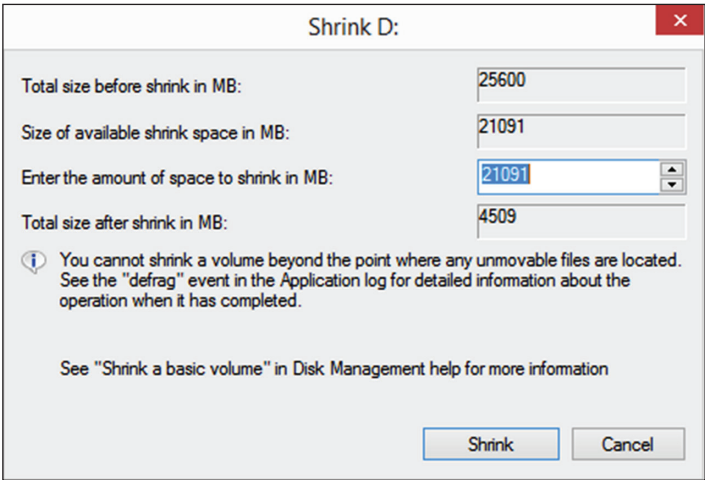 Shrink D:
Total size before shrink in MB: 25600
Size of available shrink space in MB: 21091
Enter the amount of space to shrink in MB: 21091
Total size after shrink in MB: 4509
You cannot shrink a volume beyond the point where any unmovable files are located.
See the "defrag" event in the Application log for detailed information about the
operation when it has completed.
See "Shrink a basic volume" in Disk Management help for more information
Shrink Cancel